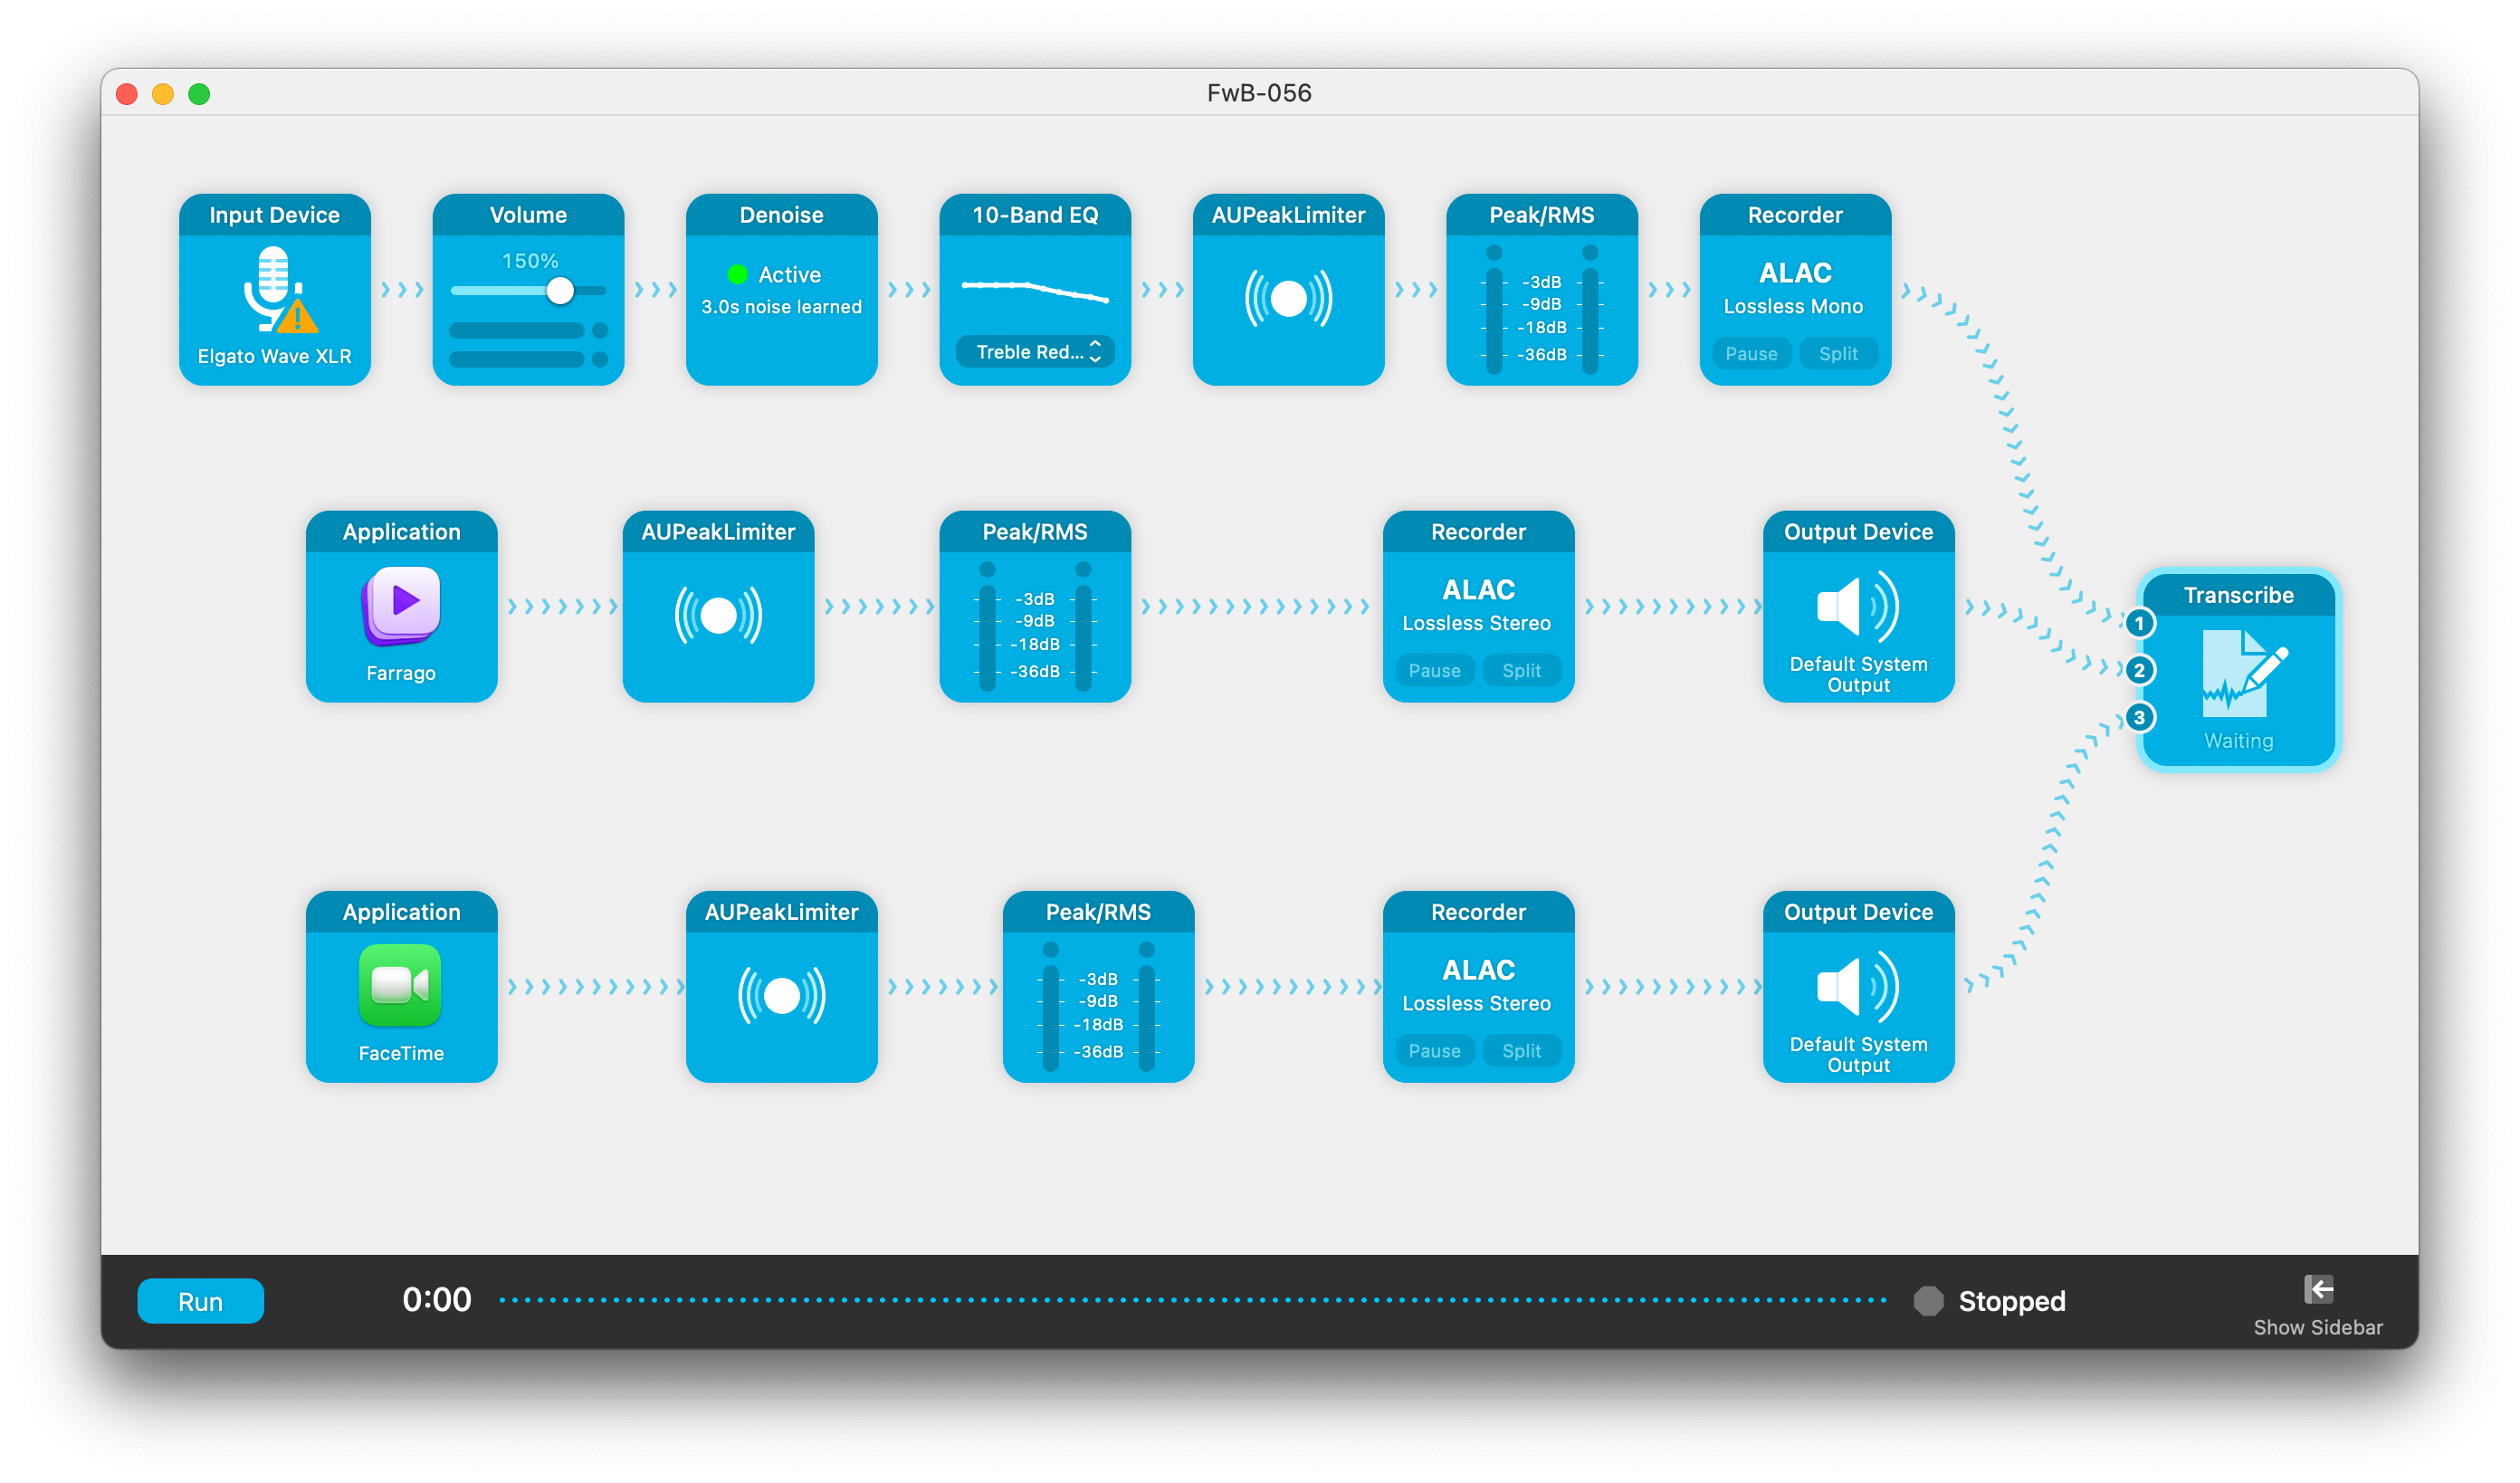 FwB-056
Input Device
Elgato Wave XLR
Volume
150%
Denoise
Active
3.0s noise learned
10-Band EQ
Treble Red...
AUPeakLimiter
Peak/RMS
-3dB
-9dB
-18dB
-36dB
Recorder
ALAC
Lossless Mono
Pause
Split
Application
Farrago
AUPeakLimiter
Peak/RMS
-3dB
-9dB
-18dB
-36dB
Recorder
ALAC
Lossless Stereo
Pause
Split
Output Device
Default System
Output
Transcribe
1
2
3
Waiting
Application
FaceTime
AUPeakLimiter
Peak/RMS
-3dB
-9dB
-18dB
-36dB
Recorder
ALAC
Lossless Stereo
Pause
Split
Output Device
Default System
Output
Run
0:00
Stopped
Show Sidebar